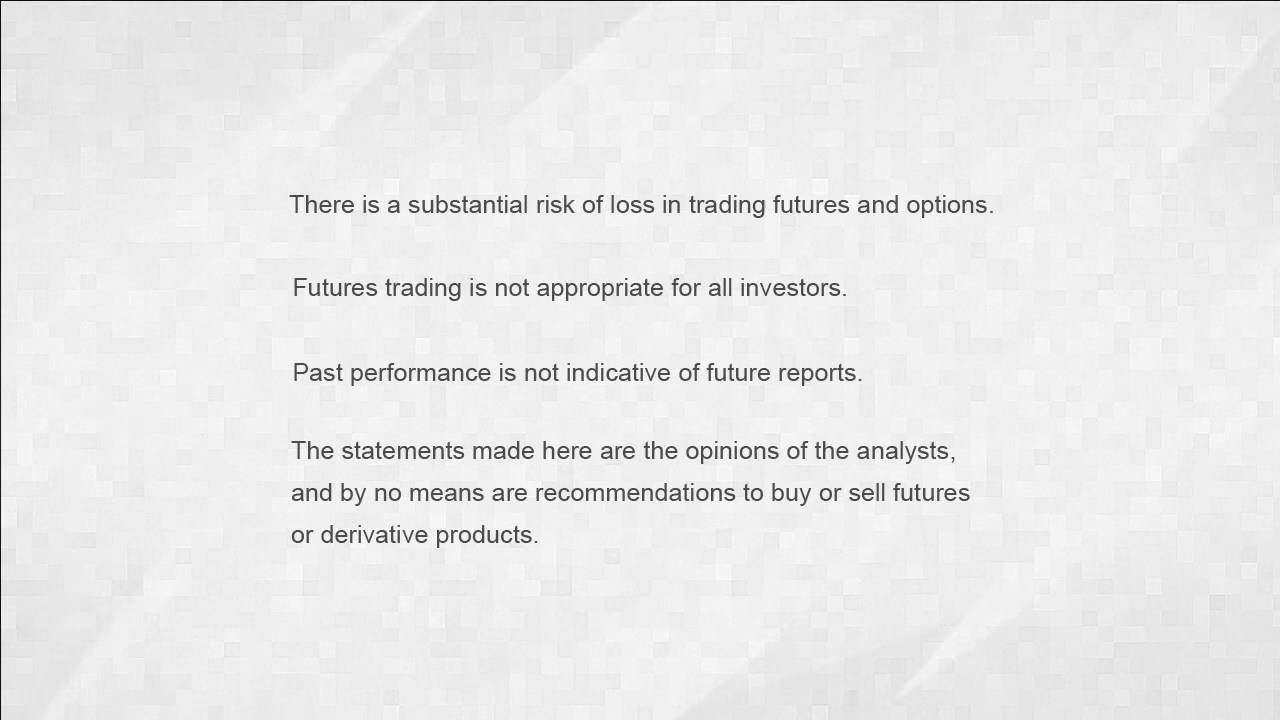 There is a substantial risk of loss in trading futures and options.
Futures trading is not appropriate for all investors.
Past performance is not indicative of future reports.
The statements made here are the opinions of the analysts,
and by no means are recommendations to buy or sell futures
or derivative products.